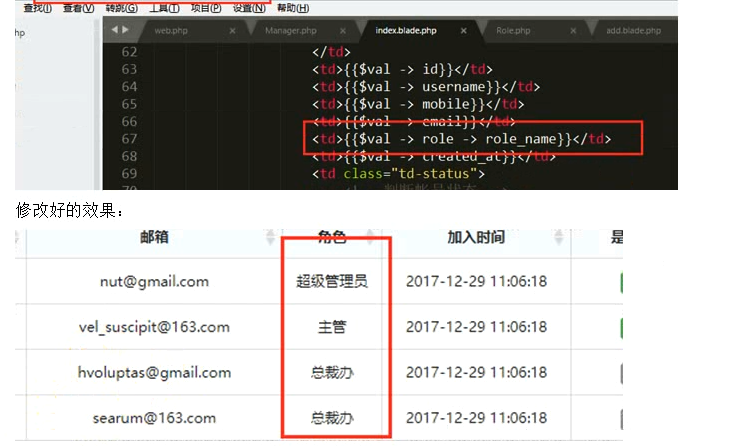 查找(I) 查看(V) 转跳(G) 工具(T) 项目(P) 设置(N) 帮助(H)
hp
web.php Manager.php index.blade.php Role.php add.blade.php
62 </td>
63 <td>{{$val -> id}}</td>
64 <td>{{$val -> username}}</td>
65 <td>{{$val -> mobile}}</td>
66 <td>{{$val -> email}}</td>
67 <td>{{$val -> role -> role_name}}</td>
68 <td>{{$val -> created_at}}</td>
69 <td class="td-status">
修改好的效果：
邮箱 角色 加入时间 是
nut@gmail.com 超级管理员 2017-12-29 11:06:18
vel_suscipit@163.com 主管 2017-12-29 11:06:18
hvoluptas@gmail.com 总裁办 2017-12-29 11:06:18
searum@163.com 总裁办 2017-12-29 11:06:18